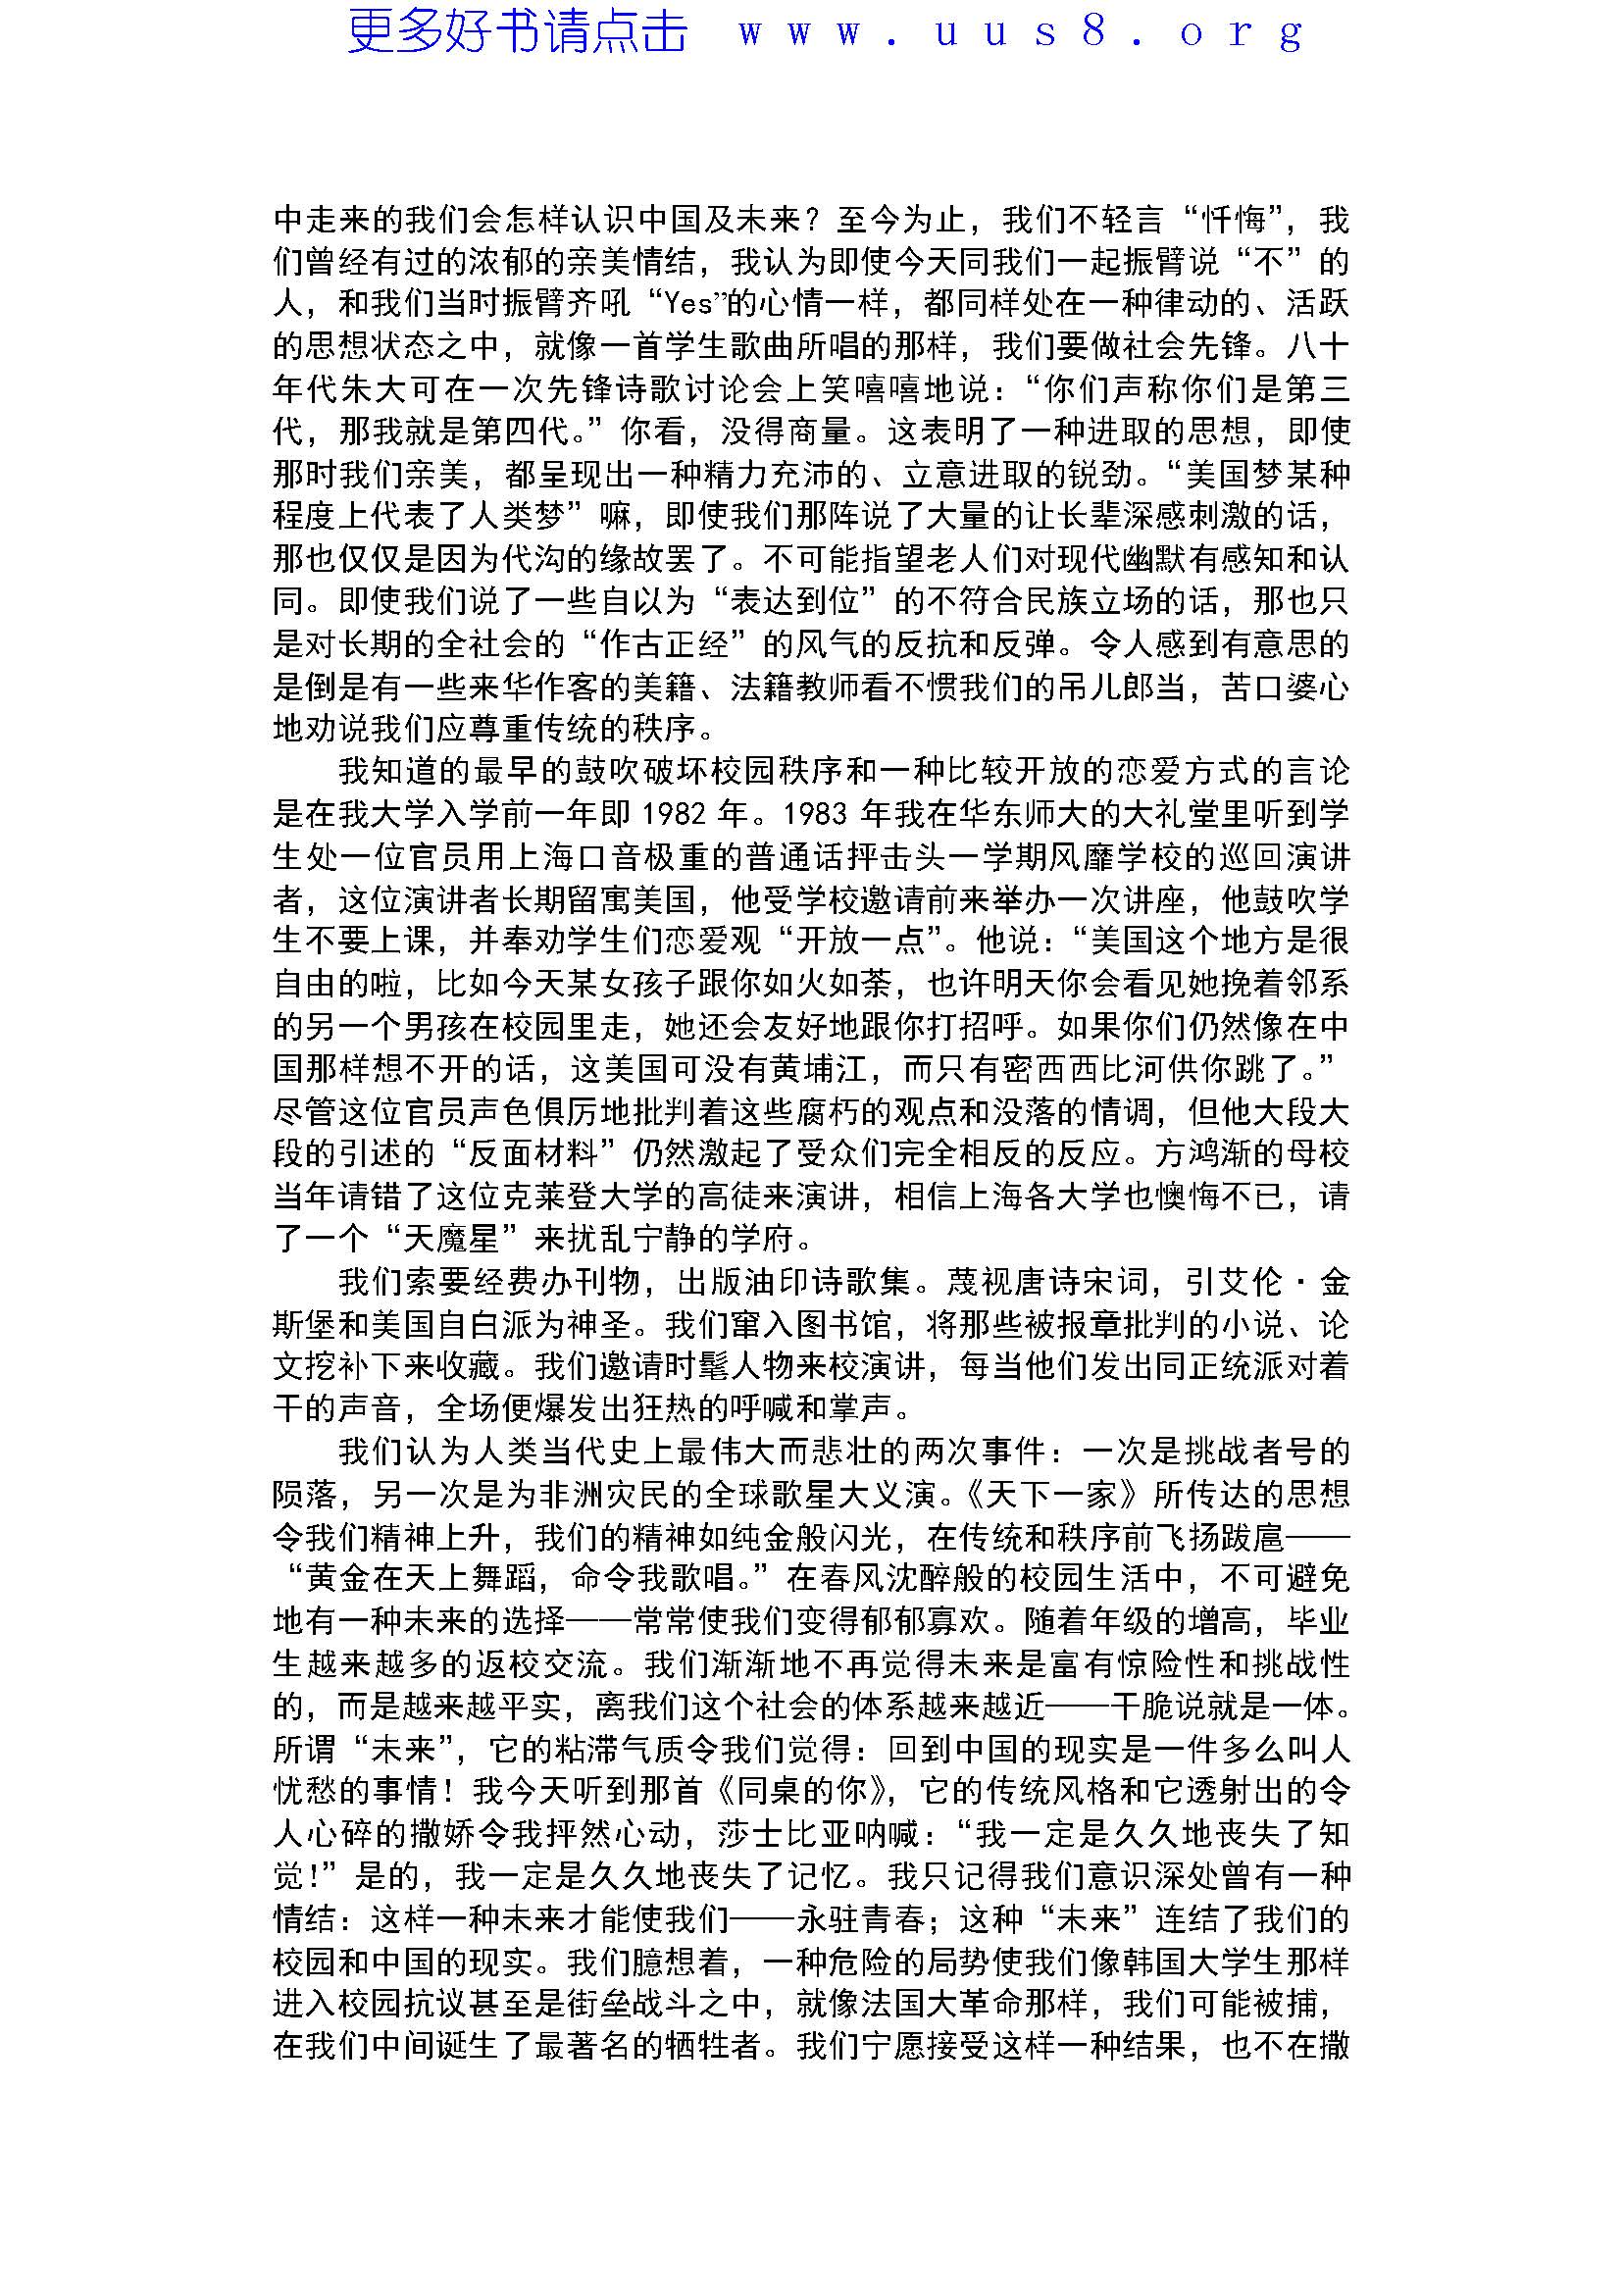 更多好书请点击 www.uus8.org
中走来的我们会怎样认识中国及未来？至今为止，我们不轻言“忏悔”，我
们曾经有过的浓郁的亲美情结，我认为即使今天同我们一起振臂说“不”的
人，和我们当时振臂齐吼“Yes”的心情一样，都同样处在一种律动的、活跃
的思想状态之中，就像一首学生歌曲所唱的那样，我们要做社会先锋。八十
年代朱大可在一次先锋诗歌讨论会上笑嘻嘻地说：“你们声称你们是第三
代，那我就是第四代。”你看，没得商量。这表明了一种进取的思想，即使
那时我们亲美，都呈现出一种精力充沛的、立意进取的锐劲。“美国梦某种
程度上代表了人类梦”嘛，即使我们那阵说了大量的让长辈深感刺激的话，
那也仅仅是因为代沟的缘故罢了。不可能指望老人们对现代幽默有感知和认
同。即使我们说了一些自以为“表达到位”的不符合民族立场的话，那也只
是对长期的全社会的“作古正经”的风气的反抗和反弹。令人感到有意思的
是倒是有一些来华作客的美籍、法籍教师看不惯我们的吊儿郎当，苦口婆心
地劝说我们应尊重传统的秩序。
我知道的最早的鼓吹破坏校园秩序和一种比较开放的恋爱方式的言论
是在我大学入学前一年即 1982 年。1983 年我在华东师大的大礼堂里听到学
生处一位官员用上海口音极重的普通话抨击头一学期风靡学校的巡回演讲
者，这位演讲者长期留寓美国，他受学校邀请前来举办一次讲座，他鼓吹学
生不要上课，并奉劝学生们恋爱观“开放一点”。他说：“美国这个地方是很
自由的啦，比如今天某女孩子跟你如火如荼，也许明天你会看见她挽着邻系
的另一个男孩在校园里走，她还会友好地跟你打招呼。如果你们仍然像在中
国那样想不开的话，这美国可没有黄埔江，而只有密西西比河供你跳了。”
尽管这位官员声色俱厉地批判着这些腐朽的观点和没落的情调，但他大段大
段的引述的“反面材料”仍然激起了受众们完全相反的反应。方鸿渐的母校
当年请错了这位克莱登大学的高徒来演讲，相信上海各大学也懊悔不已，请
了一个“天魔星”来扰乱宁静的学府。
我们索要经费办刊物，出版油印诗歌集。蔑视唐诗宋词，引艾伦·金
斯堡和美国自白派为神圣。我们窜入图书馆，将那些被报章批判的小说、论
文挖补下来收藏。我们邀请时髦人物来校演讲，每当他们发出同正统派对着
干的声音，全场便爆发出狂热的呼喊和掌声。
我们认为人类当代史上最伟大而悲壮的两次事件：一次是挑战者号的
陨落，另一次是为非洲灾民的全球歌星大义演。《天下一家》所传达的思想
令我们精神上升，我们的精神如纯金般闪光，在传统和秩序前飞扬跋扈——
“黄金在天上舞蹈，命令我歌唱。”在春风沈醉般的校园生活中，不可避免
地有一种未来的选择——常常使我们变得郁郁寡欢。随着年级的增高，毕业
生越来越多的返校交流。我们渐渐地不再觉得未来是富有惊险性和挑战性
的，而是越来越平实，离我们这个社会的体系越来越近——干脆说就是一体。
所谓“未来”，它的粘滞气质令我们觉得：回到中国的现实是一件多么叫人
忧愁的事情！我今天听到那首《同桌的你》，它的传统风格和它透射出的令
人心碎的撒娇令我抨然心动，莎士比亚呐喊：“我一定是久久地丧失了知
觉！”是的，我一定是久久地丧失了记忆。我只记得我们意识深处曾有一种
情结：这样一种未来才能使我们——永驻青春；这种“未来”连结了我们的
校园和中国的现实。我们臆想着，一种危险的局势使我们像韩国大学生那样
进入校园抗议甚至是街垒战斗之中，就像法国大革命那样，我们可能被捕，
在我们中间诞生了最著名的牺牲者。我们宁愿接受这样一种结果，也不在撒